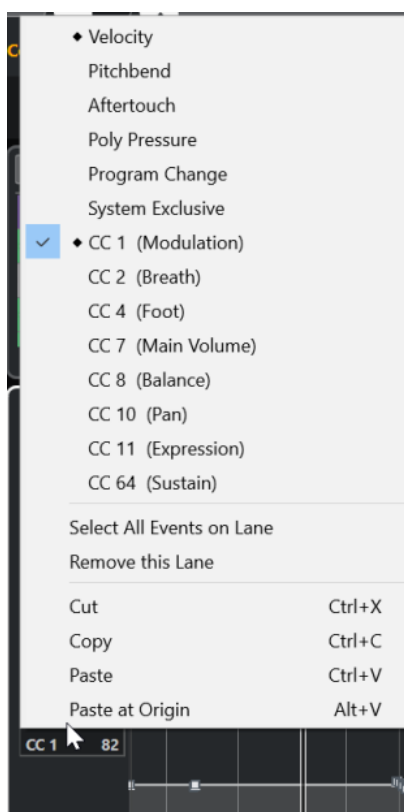 C
◆ Velocity
Pitchbend
Aftertouch
Poly Pressure
Program Change
System Exclusive
✓ ◆ CC 1 (Modulation)
CC 2 (Breath)
CC 4 (Foot)
CC 7 (Main Volume)
CC 8 (Balance)
CC 10 (Pan)
CC 11 (Expression)
CC 64 (Sustain)
Select All Events on Lane
Remove this Lane
Cut Ctrl+X
Copy Ctrl+C
Paste Ctrl+V
Paste at Origin Alt+V
CC 1 82